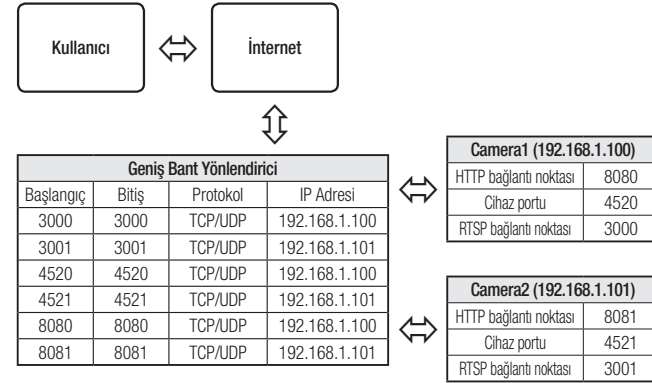 Kullanıcı
İnternet
Geniş Bant Yönlendirici
Başlangıç Bitiş Protokol IP Adresi
3000 3000 TCP/UDP 192.168.1.100
3001 3001 TCP/UDP 192.168.1.101
4520 4520 TCP/UDP 192.168.1.100
4521 4521 TCP/UDP 192.168.1.101
8080 8080 TCP/UDP 192.168.1.100
8081 8081 TCP/UDP 192.168.1.101
Camera1 (192.168.1.100)
HTTP bağlantı noktası 8080
Cihaz portu 4520
RTSP bağlantı noktası 3000
Camera2 (192.168.1.101)
HTTP bağlantı noktası 8081
Cihaz portu 4521
RTSP bağlantı noktası 3001